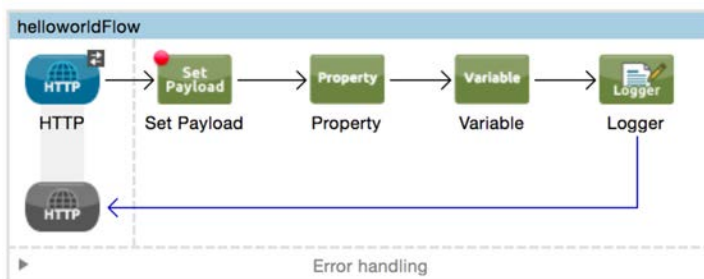 helloworldFlow
HTTP
Set Payload
Property
Variable
Logger
HTTP
Set Payload
Property
Variable
Logger
HTTP
Error handling